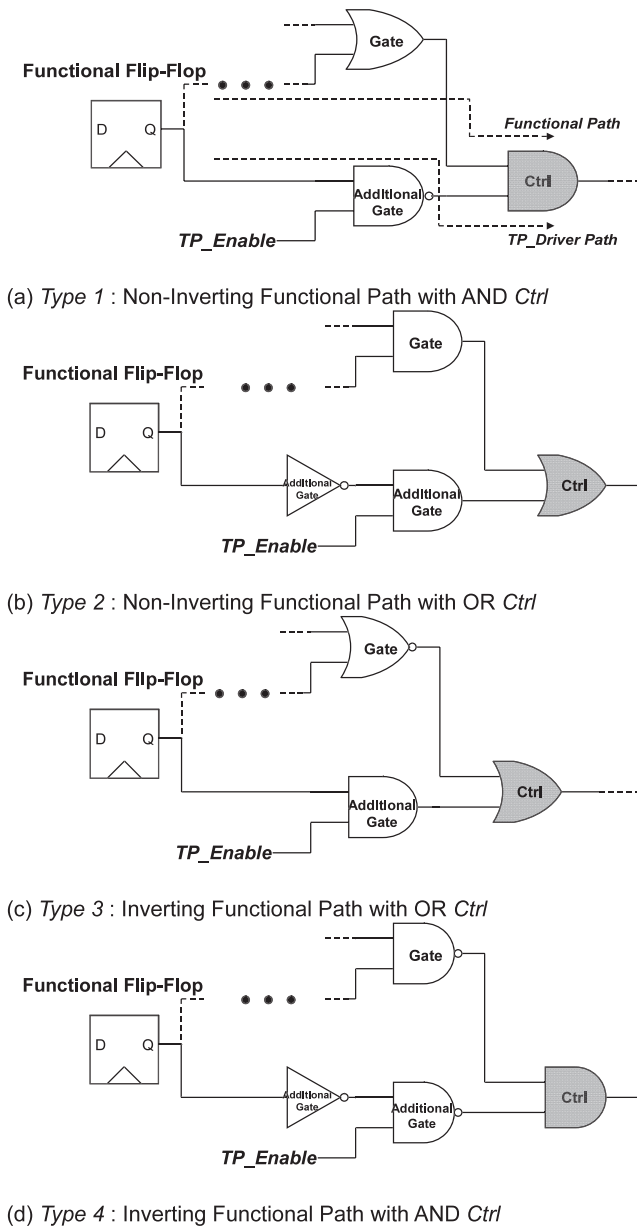 Gate
Functional Flip-Flop
Functional Path
D Q
Ctrl
Additional
Gate
TP_Enable
TP_Driver Path
(a) Type 1 : Non-Inverting Functional Path with AND Ctrl
Gate
Functional Flip-Flop
D Q
Ctrl
Additional
Gate
Additional
Gate
TP_Enable
(b) Type 2 : Non-Inverting Functional Path with OR Ctrl
Gate
Functional Flip-Flop
D Q
Ctrl
Additional
Gate
TP_Enable
(c) Type 3 : Inverting Functional Path with OR Ctrl
Gate
Functional Flip-Flop
D Q
Ctrl
Additional
Gate
Additional
Gate
TP_Enable
(d) Type 4 : Inverting Functional Path with AND Ctrl